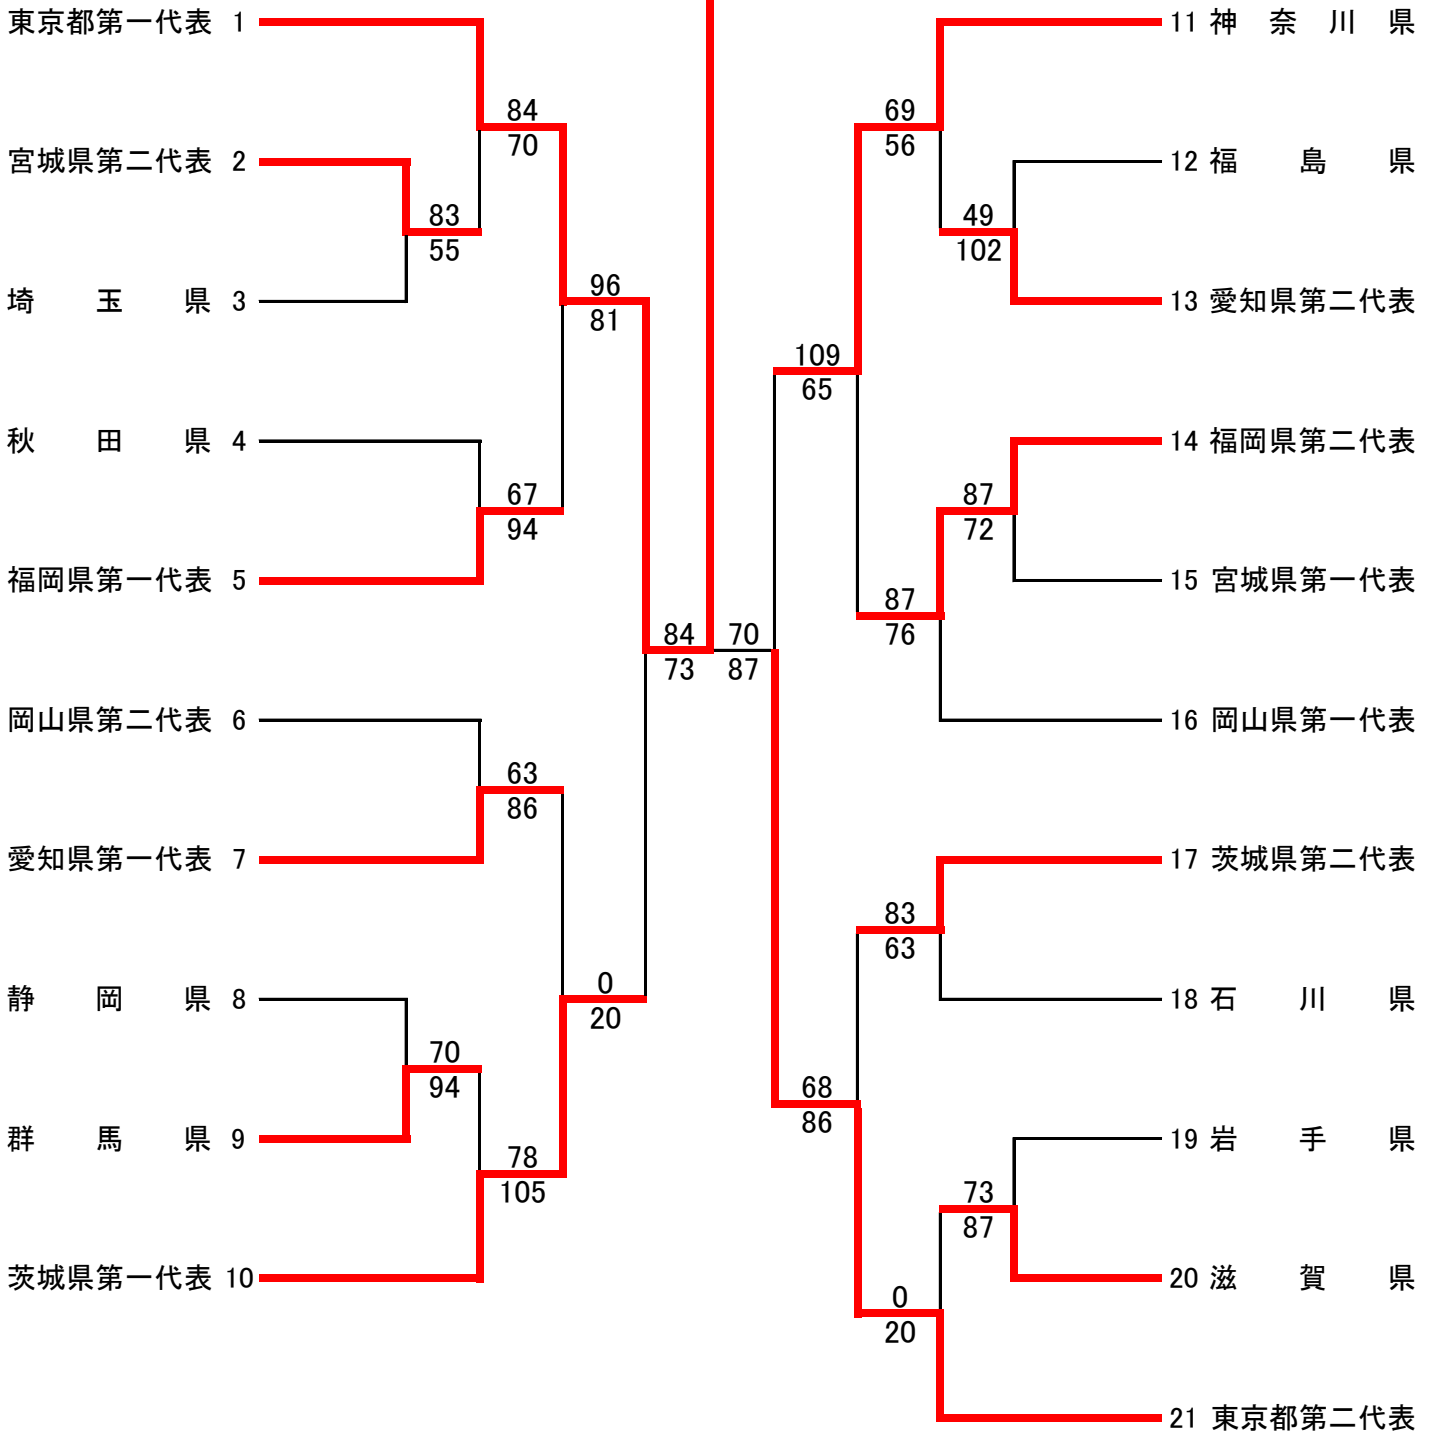 東京都第一代表 1
宮城県第二代表 2
埼玉県 3
秋田県 4
福岡県第一代表 5
岡山県第二代表 6
愛知県第一代表 7
静岡県 8
群馬県 9
茨城県第一代表 10
83
55
70
94
84
70
67
94
63
86
78
105
96
81
0
20
84
73
70
87
109
65
68
86
69
56
87
76
83
63
0
20
49
102
87
72
73
87
11 神奈川県
12 福島県
13 愛知県第二代表
14 福岡県第二代表
15 宮城県第一代表
16 岡山県第一代表
17 茨城県第二代表
18 石川県
19 岩手県
20 滋賀県
21 東京都第二代表